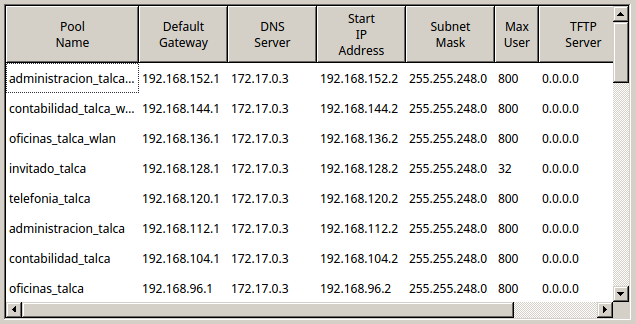 Pool Name Default Gateway DNS Server Start IP Address Subnet Mask Max User TFTP Server
administracion_talca... 192.168.152.1 172.17.0.3 192.168.152.2 255.255.248.0 800 0.0.0.0
contabilidad_talca_w... 192.168.144.1 172.17.0.3 192.168.144.2 255.255.248.0 800 0.0.0.0
oficinas_talca_wlan 192.168.136.1 172.17.0.3 192.168.136.2 255.255.248.0 800 0.0.0.0
invitado_talca 192.168.128.1 172.17.0.3 192.168.128.2 255.255.248.0 32 0.0.0.0
telefonia_talca 192.168.120.1 172.17.0.3 192.168.120.2 255.255.248.0 800 0.0.0.0
administracion_talca 192.168.112.1 172.17.0.3 192.168.112.2 255.255.248.0 800 0.0.0.0
contabilidad_talca 192.168.104.1 172.17.0.3 192.168.104.2 255.255.248.0 800 0.0.0.0
oficinas_talca 192.168.96.1 172.17.0.3 192.168.96.2 255.255.248.0 800 0.0.0.0